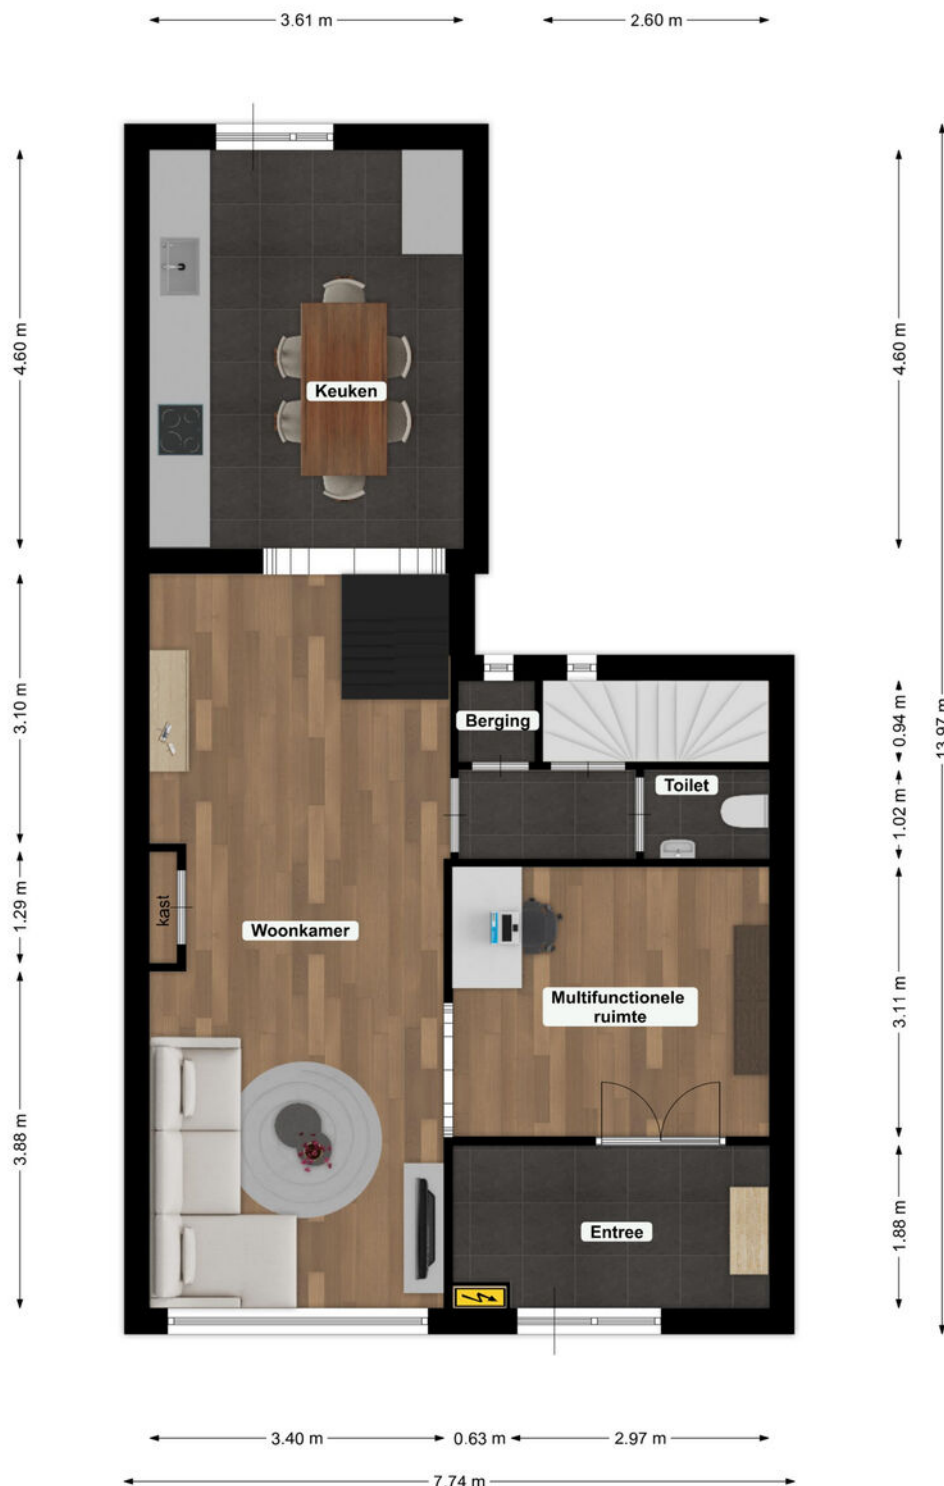 3.61 m
2.60 m
4.60 m
4.60 m
Keuken
3.10 m
0.94 m
13.97 m
Berging
Toilet
1.02 m
1.29 m
kast
Woonkamer
Multifunctionele
ruimte
3.11 m
3.88 m
Entree
1.88 m
3.40 m
0.63 m
2.97 m
7.74 m